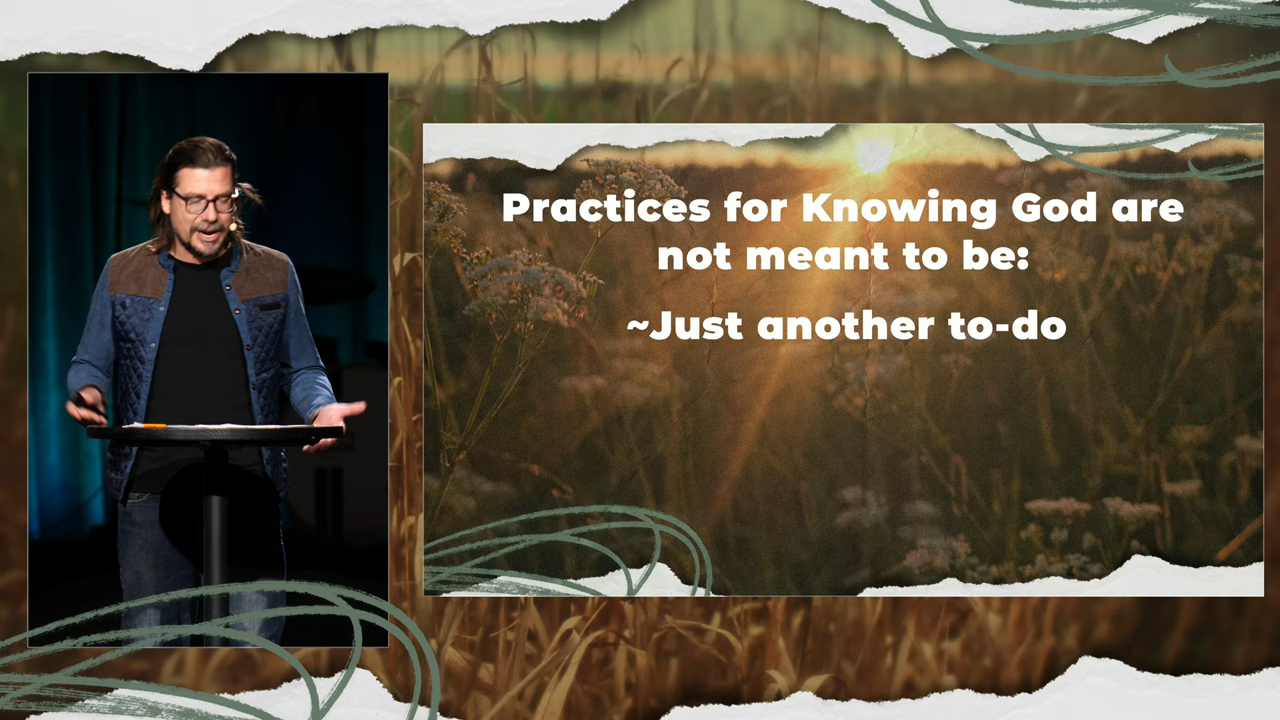 Practices for Knowing God are
not meant to be:
~Just another to-do